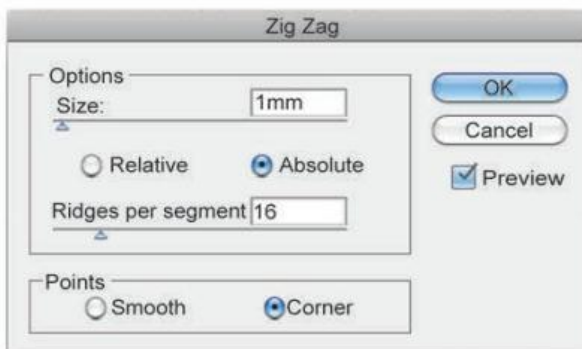 Zig Zag
Options
Size: 1mm
Relative Absolute
Ridges per segment 16
Points
Smooth Corner
OK
Cancel
Preview